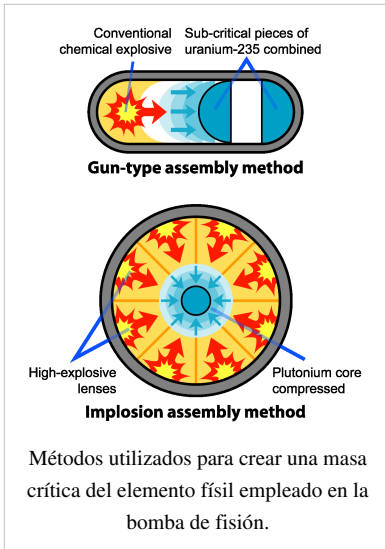 Conventional
chemical explosive
Sub-critical pieces of
uranium-235 combined
Gun-type assembly method
High-explosive
lenses
Plutonium core
compressed
Implosion assembly method
Métodos utilizados para crear una masa
crítica del elemento físil empleado en la
bomba de fisión.